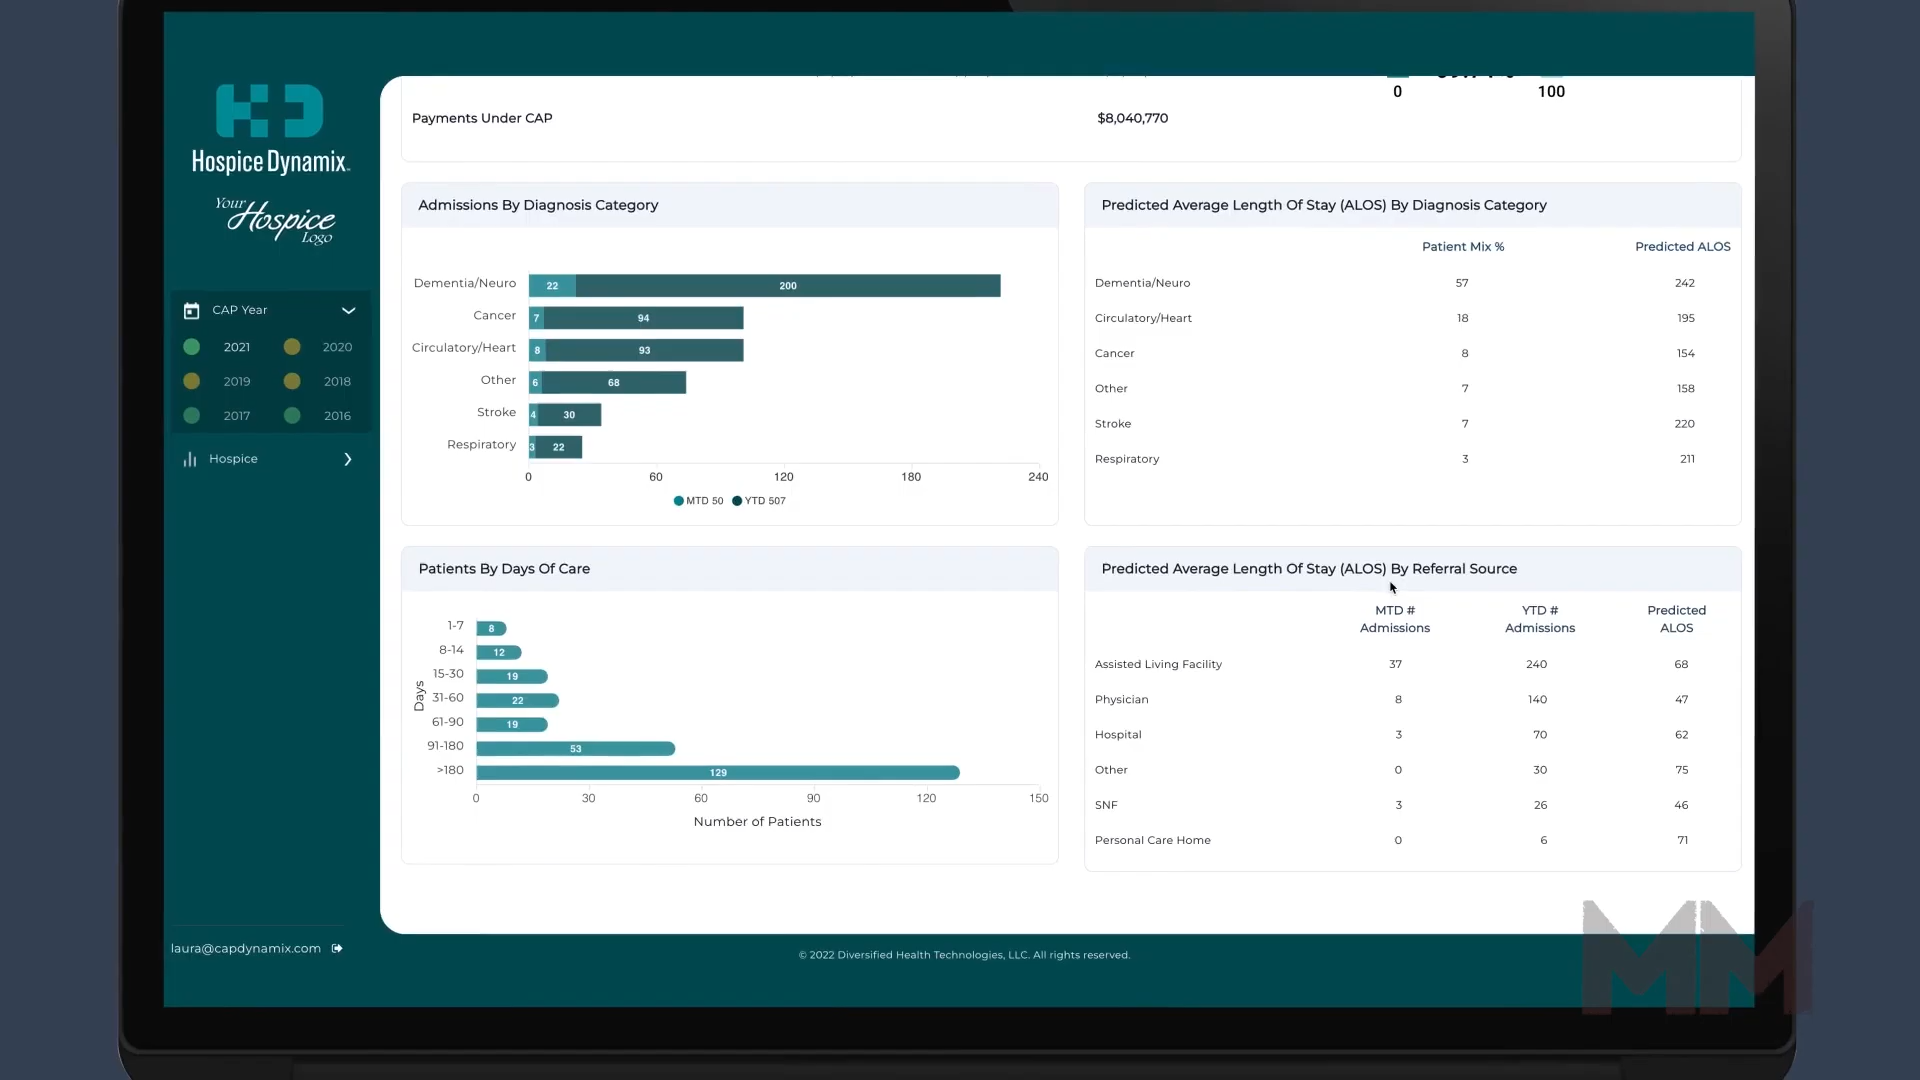 0
100
Payments Under CAP
$8,040,770
Hospice Dynamix
Your
Hospice
Logo
CAP Year
2021
2020
2019
2018
2017
2016
Hospice
laura@capdynamix.com
Admissions By Diagnosis Category
Dementia/Neuro 22 200
Cancer 7 94
Circulatory/Heart 8 93
Other 6 68
Stroke 4 30
Respiratory 3 22
0 60 120 180 240
MTD 50 YTD 507
Predicted Average Length Of Stay (ALOS) By Diagnosis Category
Patient Mix % Predicted ALOS
Dementia/Neuro 57 242
Circulatory/Heart 18 195
Cancer 8 154
Other 7 158
Stroke 7 220
Respiratory 3 211
Patients By Days Of Care
Days
1-7 8
8-14 12
15-30 19
31-60 22
61-90 19
91-180 53
>180 129
0 30 60 90 120 150
Number of Patients
Predicted Average Length Of Stay (ALOS) By Referral Source
MTD # YTD # Predicted
Admissions Admissions ALOS
Assisted Living Facility 37 240 68
Physician 8 140 47
Hospital 3 70 62
Other 0 30 75
SNF 3 26 46
Personal Care Home 0 6 71
© 2022 Diversified Health Technologies, LLC. All rights reserved.
MM